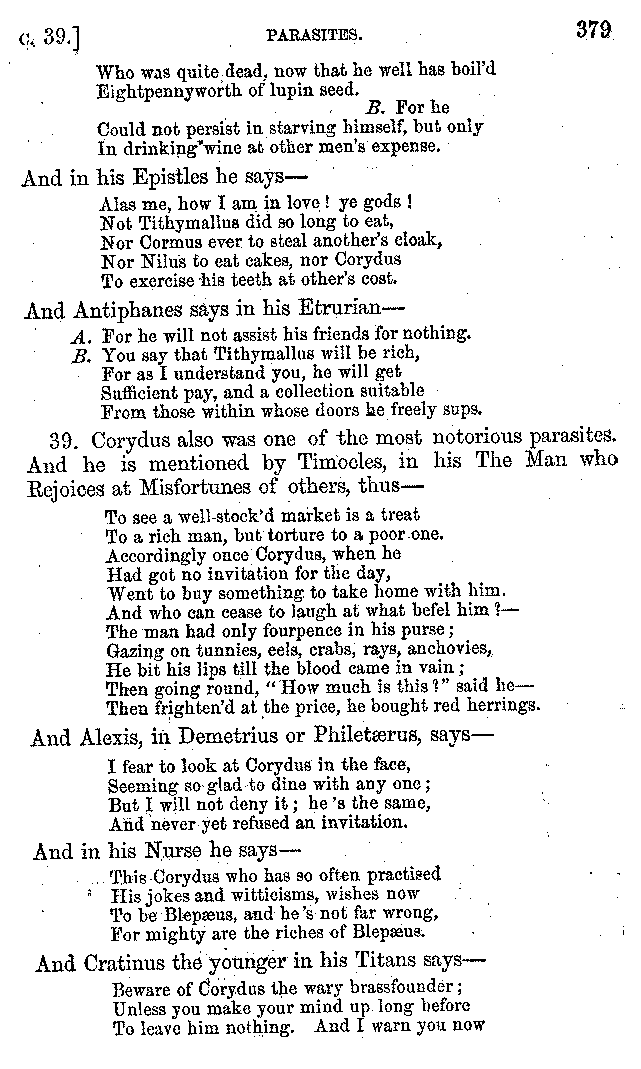 C. 39.] PARASITES. 379
Who was quite dead, now that he well has boil'd
Eightpennyworth of lupin seed.
B. For he
Could not persist in starving himself, but only
In drinking wine at other men's expense.
And in his Epistles he says—
Alas me, how I am in love! ye gods!
Not Tithymallus did so long to eat,
Nor Cormus ever to steal another's cloak,
Nor Nilus to eat cakes, nor Corydus
To exercise his teeth at other's cost.
And Antiphanes says in his Etrurian—
A. For he will not assist his friends for nothing.
B. You say that Tithymallus will be rich,
For as I understand you, he will get
Sufficient pay, and a collection suitable
From those within whose doors he freely sups.
39. Corydus also was one of the most notorious parasites.
And he is mentioned by Timocles, in his The Man who
Rejoices at Misfortunes of others, thus—
To see a well-stock'd market is a treat
To a rich man, but torture to a poor one.
Accordingly once Corydus, when he
Had got no invitation for the day,
Went to buy something to take home with him.
And who can cease to laugh at what befel him?—
The man had only fourpence in his purse;
Gazing on tunnies, eels, crabs, rays, anchovies,
He bit his lips till the blood came in vain;
Then going round, "How much is this?" said he—
Then frighten'd at the price, he bought red herrings.
And Alexis, in Demetrius or Philetærus, says—
I fear to look at Corydus in the face,
Seeming so glad to dine with any one;
But I will not deny it; he's the same,
And never yet refused an invitation.
And in his Nurse he says—
This Corydus who has so often practised
His jokes and witticisms, wishes now
To be Blepæus, and he's not far wrong,
For mighty are the riches of Blepæus.
And Cratinus the younger in his Titans says—
Beware of Corydus the wary brassfounder;
Unless you make your mind up long before
To leave him nothing. And I warn you now